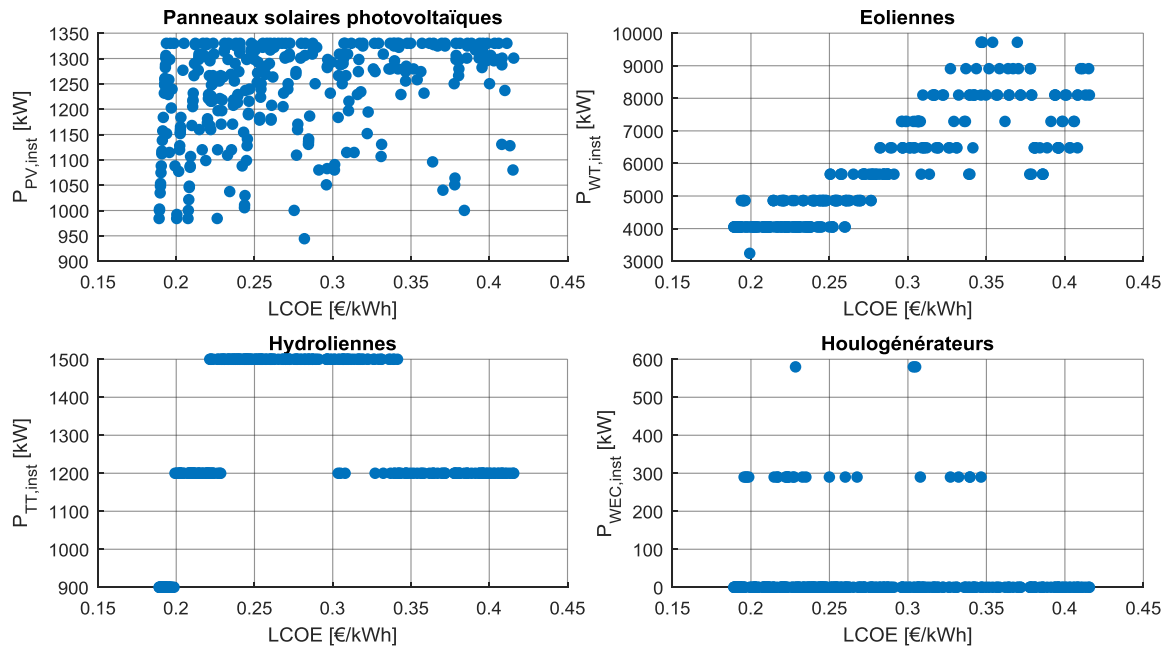 Panneaux solaires photovoltaïques
1350
1300
1250
1200
1150
1100
1050
1000
950
900
0.15 0.2 0.25 0.3 0.35 0.4 0.45
P_PV,inst [kW]
LCOE [€/kWh]
Eoliennes
10000
9000
8000
7000
6000
5000
4000
3000
0.15 0.2 0.25 0.3 0.35 0.4 0.45
P_WT,inst [kW]
LCOE [€/kWh]
Hydroliennes
1500
1400
1300
1200
1100
1000
900
0.15 0.2 0.25 0.3 0.35 0.4 0.45
P_TT,inst [kW]
LCOE [€/kWh]
Houlogénérateurs
600
500
400
300
200
100
0
0.15 0.2 0.25 0.3 0.35 0.4 0.45
P_WEC,inst [kW]
LCOE [€/kWh]